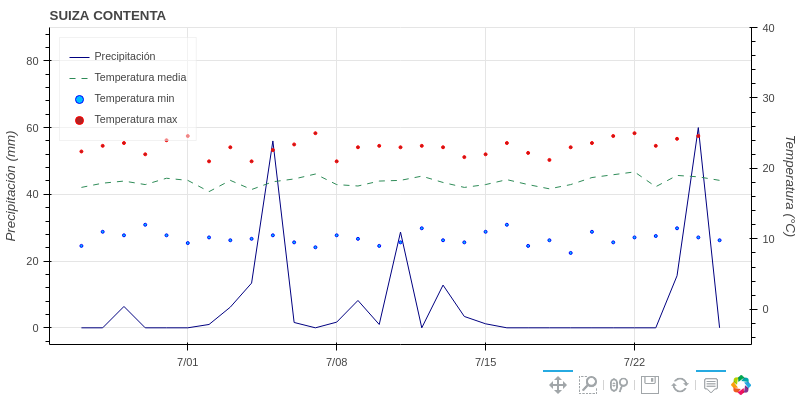 SUIZA CONTENTA
Precipitación
Temperatura media
Temperatura min
Temperatura max
Precipitación (mm)
80
60
40
20
0
Temperatura (°C)
40
30
20
10
0
7/01
7/08
7/15
7/22